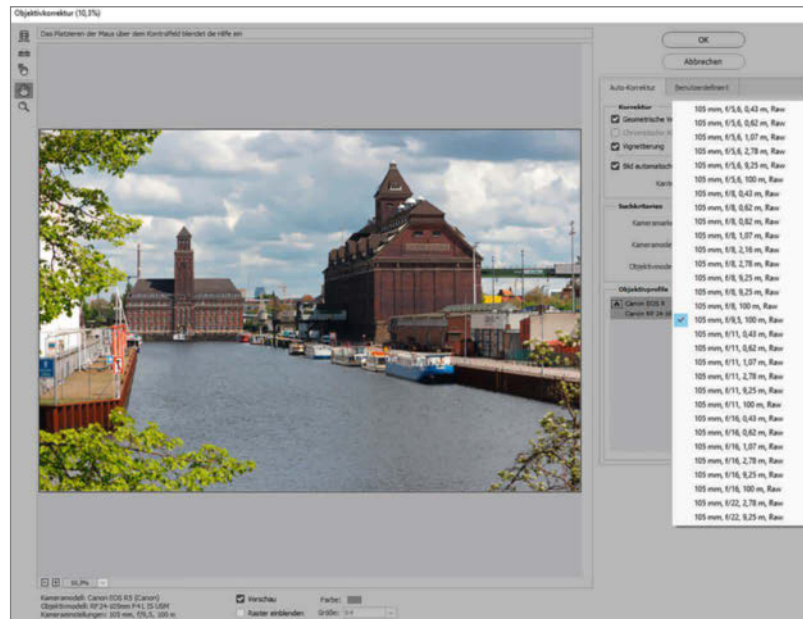 Objektivkorrektur (10,3%)
Das Platzieren der Maus über dem Kontrollfeld blendet die Hilfe ein
OK
Abbrechen
Auto-Korrektur
Benutzerdefiniert
Korrektur
Geometrische
Chromatische
Vignettierung
Bild automatisch
Suchkriterien
Kameramarke
Kameramode
Objektivmode
Objektivprofile
Canon EOS R
Canon RF 24
105 mm, f/5,6, 0,43 m, Raw
105 mm, f/5,6, 0,62 m, Raw
105 mm, f/5,6, 1,07 m, Raw
105 mm, f/5,6, 2,78 m, Raw
105 mm, f/5,6, 9,25 m, Raw
105 mm, f/5,6, 100 m, Raw
105 mm, f/8, 0,43 m, Raw
105 mm, f/8, 0,62 m, Raw
105 mm, f/8, 0,82 m, Raw
105 mm, f/8, 1,07 m, Raw
105 mm, f/8, 2,16 m, Raw
105 mm, f/8, 2,78 m, Raw
105 mm, f/8, 9,25 m, Raw
105 mm, f/8, 9,25 m, Raw
105 mm, f/8, 100 m, Raw
105 mm, f/9,5, 100 m, Raw
105 mm, f/11, 0,43 m, Raw
105 mm, f/11, 0,62 m, Raw
105 mm, f/11, 1,07 m, Raw
105 mm, f/11, 2,78 m, Raw
105 mm, f/11, 9,25 m, Raw
105 mm, f/11, 100 m, Raw
105 mm, f/16, 0,43 m, Raw
105 mm, f/16, 0,62 m, Raw
105 mm, f/16, 1,07 m, Raw
105 mm, f/16, 2,78 m, Raw
105 mm, f/16, 9,25 m, Raw
105 mm, f/16, 100 m, Raw
105 mm, f/22, 2,78 m, Raw
105 mm, f/22, 9,25 m, Raw
10,3%
Kameramodell: Canon EOS R5 (Canon)
Objektivmodell: RF24-105mm F4 L IS USM
Kameraeinstellungen: 105 mm, f/9,5, 100 m
Vorschau
Farbe:
Raster einblenden
Größe: 64